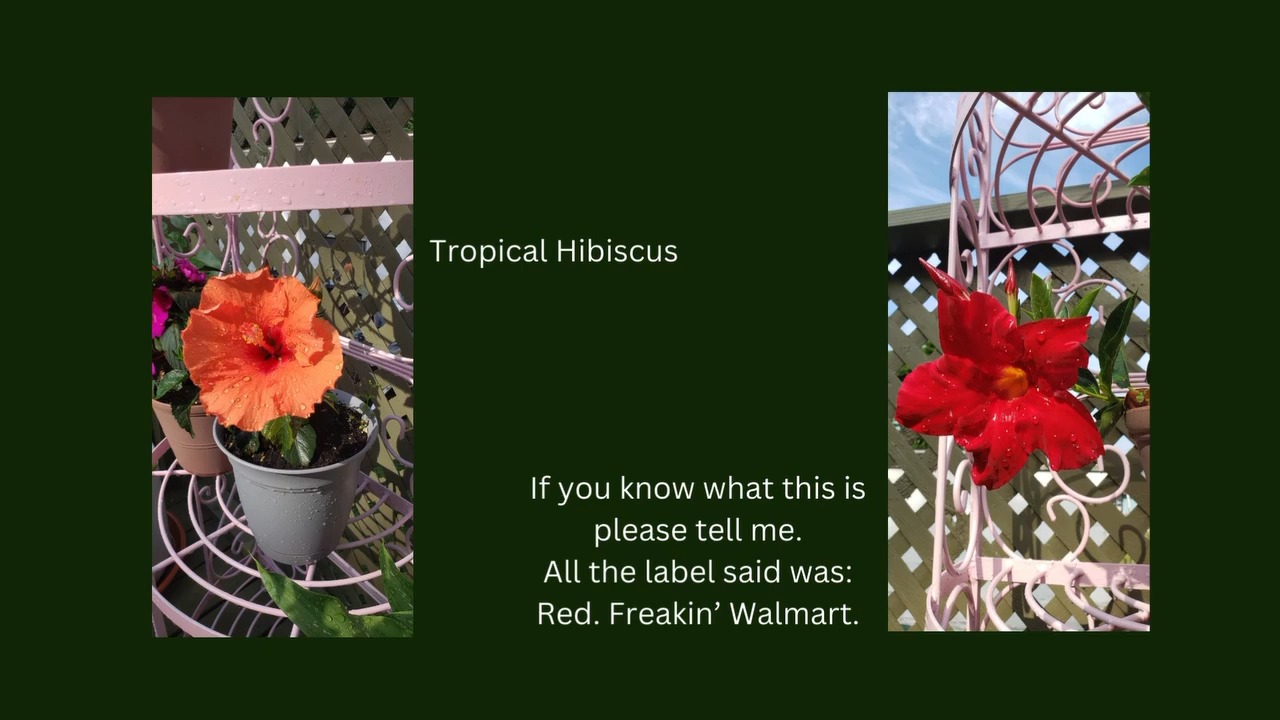 Tropical Hibiscus
If you know what this is
please tell me.
All the label said was:
Red. Freakin’ Walmart.